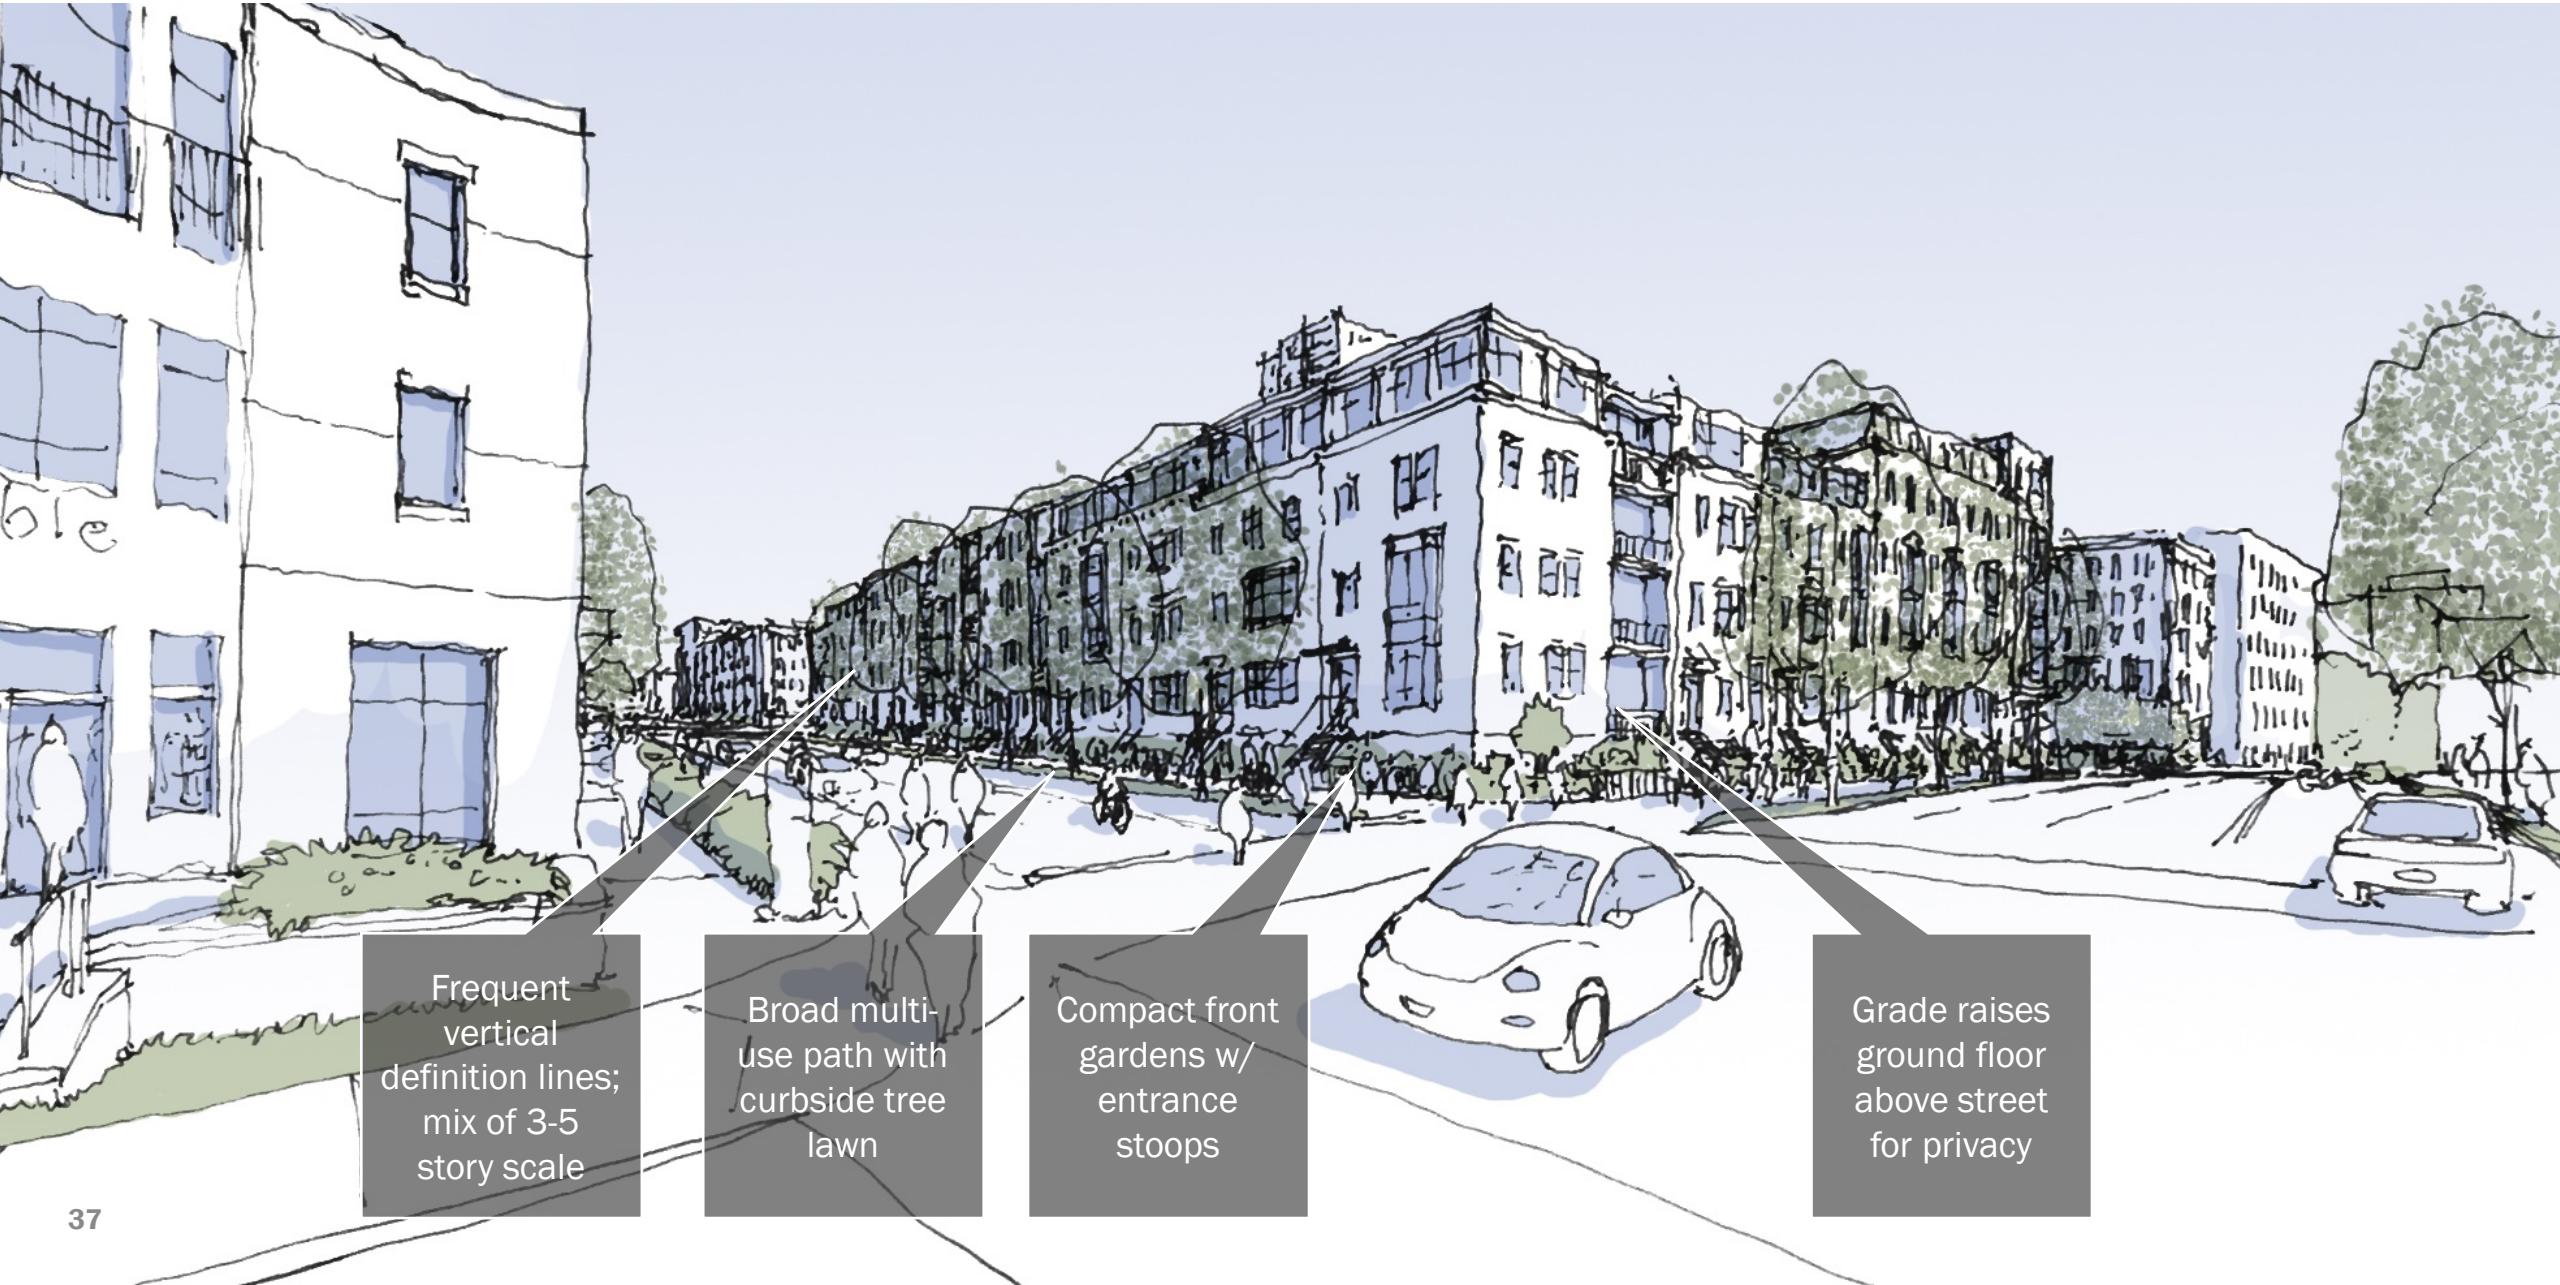 ole
Frequent
vertical
definition lines;
mix of 3-5
story scale
Broad multi-
use path with
curbside tree
lawn
Compact front
gardens w/
entrance
stoops
Grade raises
ground floor
above street
for privacy
37